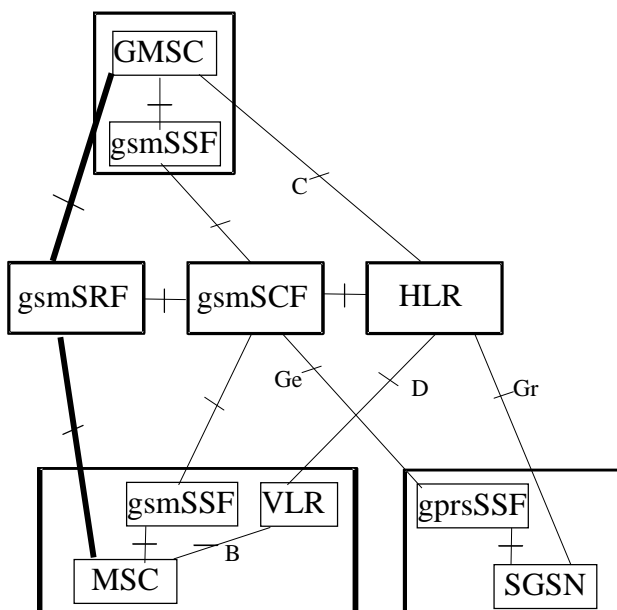 GMSC
gsmSSF
C
gsmSRF
gsmSCF
HLR
Ge
D
Gr
gsmSSF
VLR
gprsSSF
B
MSC
SGSN